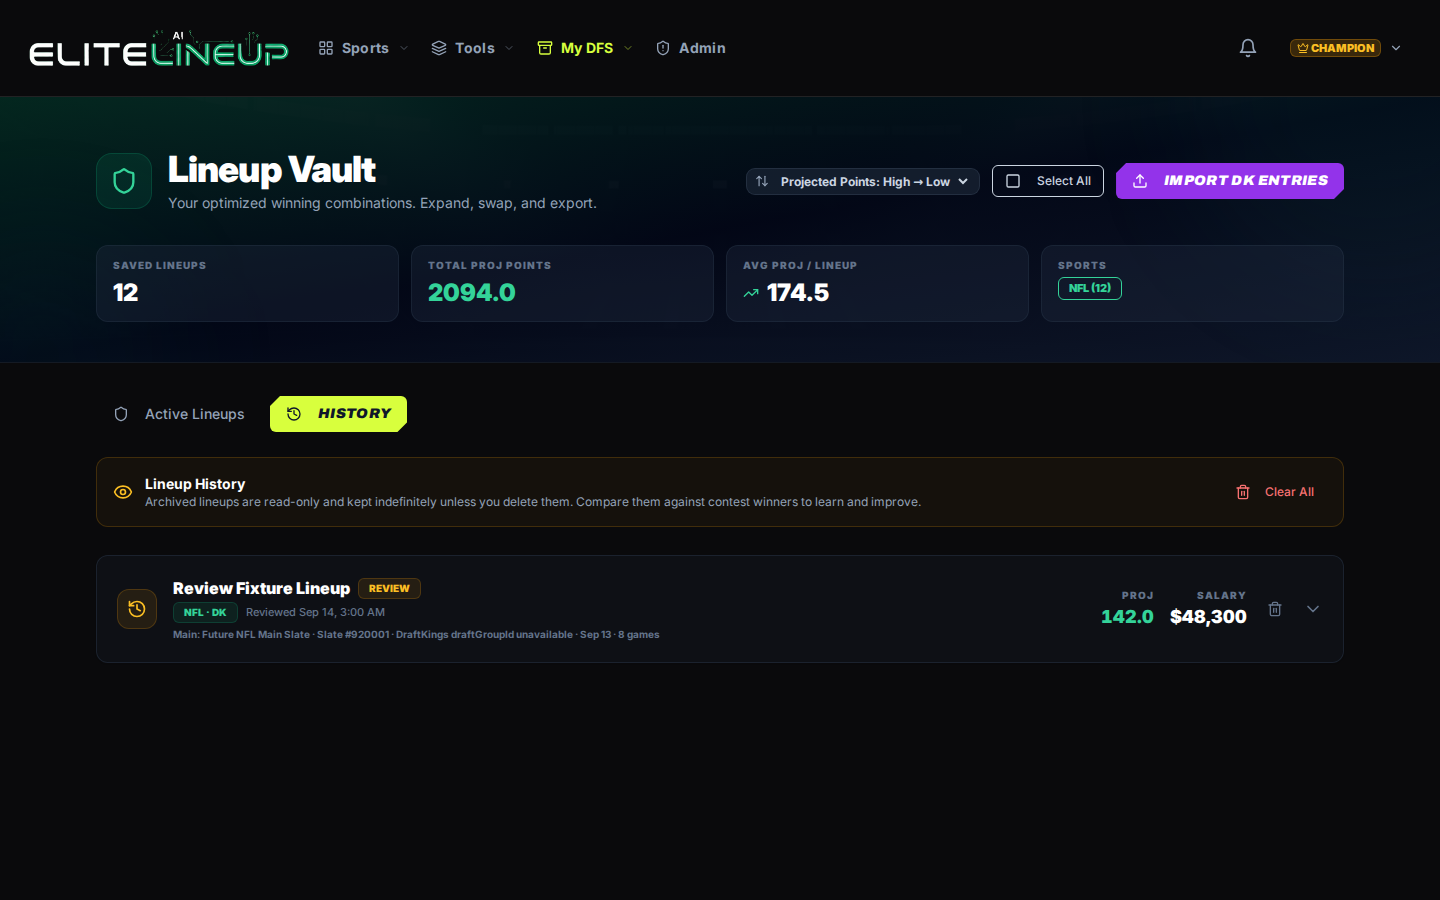 ELITELINEUP AI
Sports
Tools
My DFS
Admin
CHAMPION
Lineup Vault
Your optimized winning combinations. Expand, swap, and export.
Projected Points: High → Low
Select All
IMPORT DK ENTRIES
SAVED LINEUPS
12
TOTAL PROJ POINTS
2094.0
AVG PROJ / LINEUP
174.5
SPORTS
NFL (12)
Active Lineups
HISTORY
Lineup History
Archived lineups are read-only and kept indefinitely unless you delete them. Compare them against contest winners to learn and improve.
Clear All
Review Fixture Lineup
REVIEW
NFL · DK
Reviewed Sep 14, 3:00 AM
Main: Future NFL Main Slate · Slate #920001 · DraftKings draftGroupId unavailable · Sep 13 · 8 games
PROJ
142.0
SALARY
$48,300